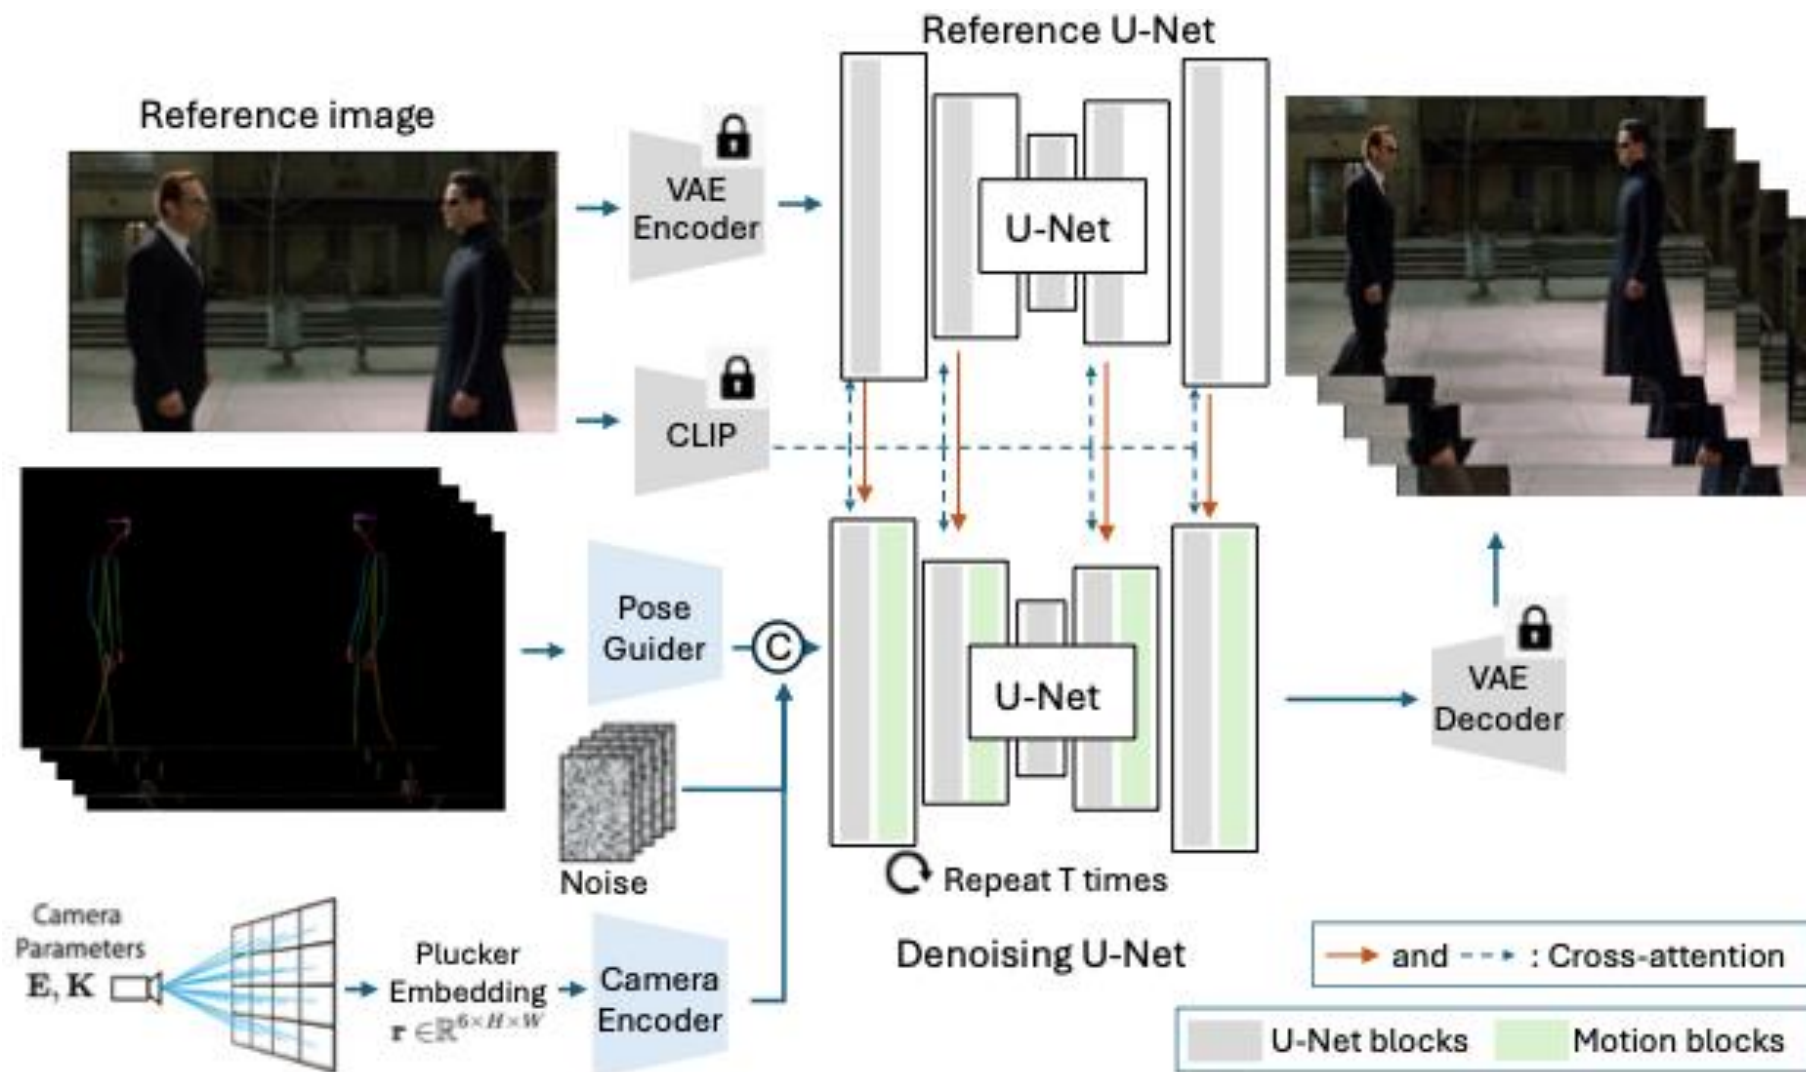 Reference U-Net
Reference image
VAE
Encoder
U-Net
CLIP
Pose
Guider
C
U-Net
VAE
Decoder
Noise
Repeat T times
Camera
Parameters
E, K
Plucker
Embedding
r ∈ℝ^{6×H×W}
Camera
Encoder
Denoising U-Net
and : Cross-attention
U-Net blocks Motion blocks